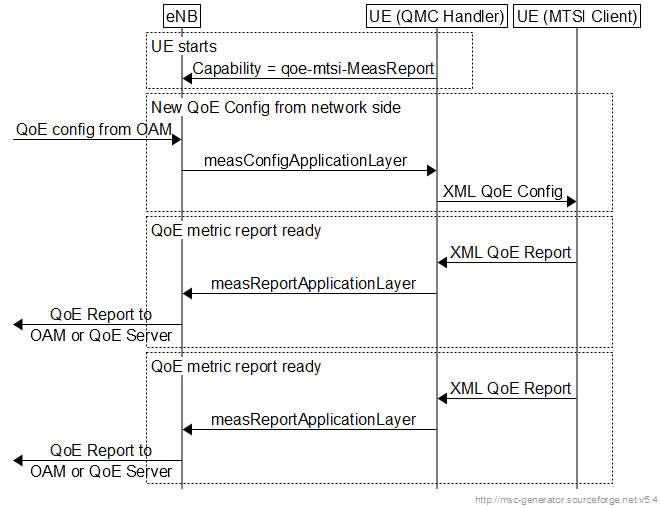 eNB
UE (QMC Handler)
UE (MTSI Client)
UE starts
Capability = qoe-mtsi-MeasReport
New QoE Config from network side
QoE config from OAM
measConfigApplicationLayer
XML QoE Config
QoE metric report ready
XML QoE Report
measReportApplicationLayer
QoE Report to
OAM or QoE Server
QoE metric report ready
XML QoE Report
measReportApplicationLayer
QoE Report to
OAM or QoE Server
http://msc-generator.sourceforge.net v5.4